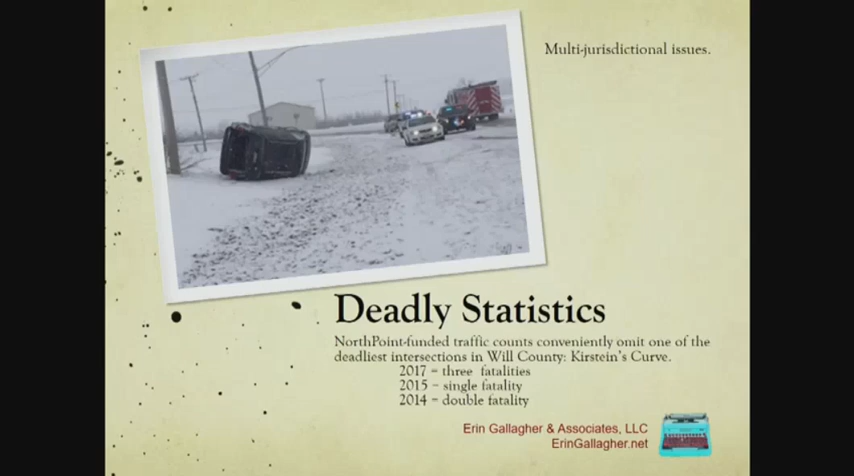 Multi-jurisdictional issues.
Deadly Statistics
NorthPoint-funded traffic counts conveniently omit one of the
deadliest intersections in Will County: Kirstein's Curve.
2017 = three fatalities
2015 – single fatality
2014 = double fatality
Erin Gallagher & Associates, LLC
ErinGallagher.net